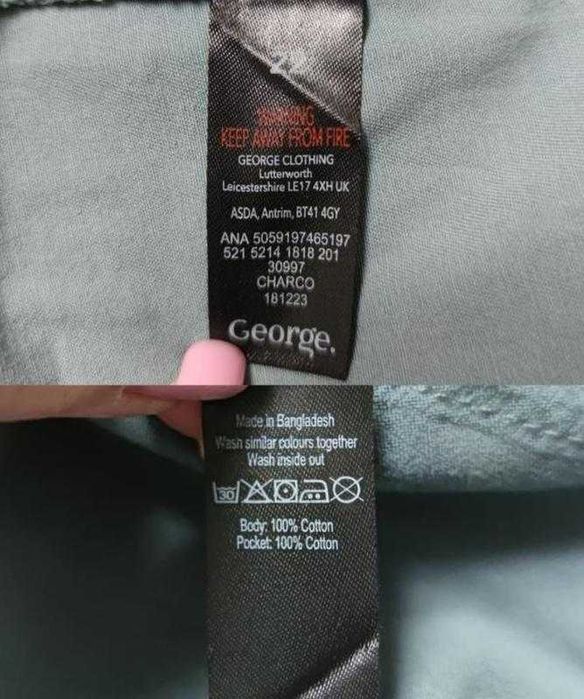 22
WARNING
KEEP AWAY FROM FIRE
GEORGE CLOTHING
Lutterworth
Leicestershire LE17 4XH UK
ASDA, Antrim, BT41 4GY
ANA 5059197465197
521 5214 1818 201
30997
CHARCO
181223
George.
Made in Bangladesh
Wash similar colours together
Wash inside out
30
Body: 100% Cotton
Pocket: 100% Cotton